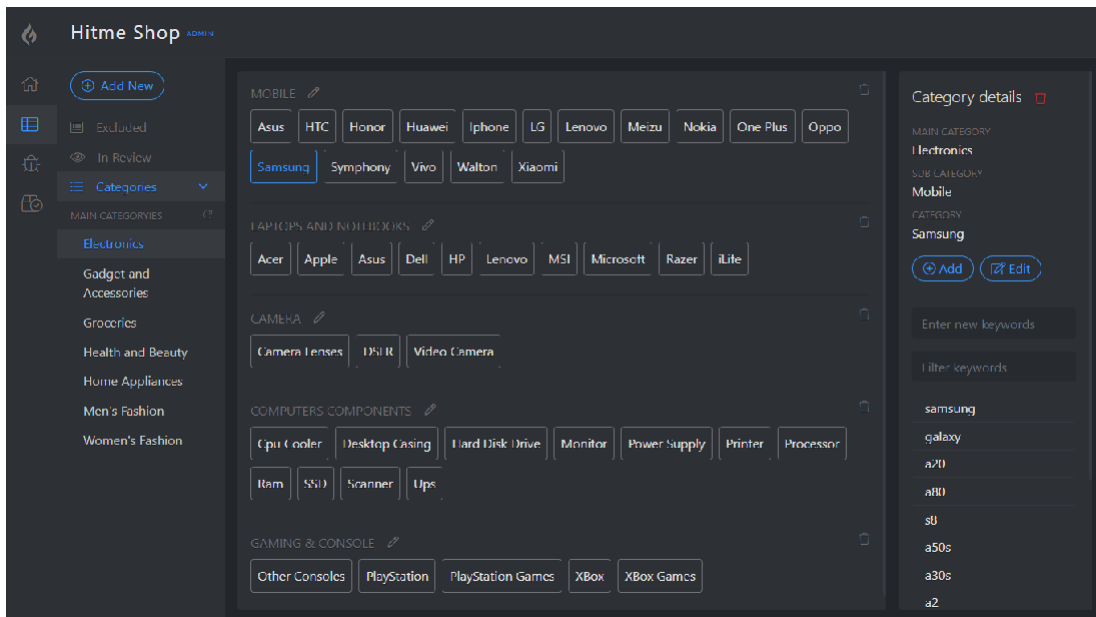 Hitme Shop ADMIN
Add New
Excluded
In Review
Categories
MAIN CATEGORYIES
Electronics
Gadget and
Accessories
Groceries
Health and Beauty
Home Appliances
Men's Fashion
Women's Fashion
MOBILE
Asus HTC Honor Huawei Iphone LG Lenovo Meizu Nokia One Plus Oppo
Samsung Symphony Vivo Walton Xiaomi
LAPTOPS AND NOTEBOOKS
Acer Apple Asus Dell HP Lenovo MSI Microsoft Razer iLife
CAMERA
Camera Lenses DSLR Video Camera
COMPUTERS COMPONENTS
Cpu Cooler Desktop Casing Hard Disk Drive Monitor Power Supply Printer Processor
Ram SSD Scanner Ups
GAMING & CONSOLE
Other Consoles PlayStation PlayStation Games XBox XBox Games
Category details
MAIN CATEGORY
Electronics
SUB CATEGORY
Mobile
CATEGORY
Samsung
Add Edit
Enter new keywords
Filter keywords
samsung
galaxy
a20
a80
s8
a50s
a30s
a2